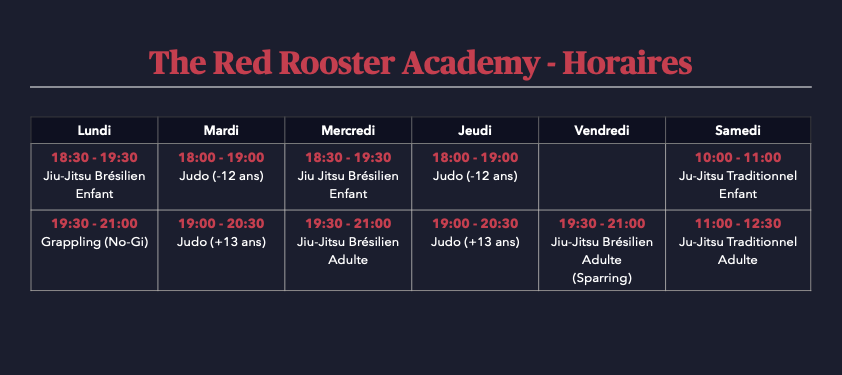 The Red Rooster Academy - Horaires
Lundi Mardi Mercredi Jeudi Vendredi Samedi
18:30 - 19:30 18:00 - 19:00 18:30 - 19:30 18:00 - 19:00 10:00 - 11:00
Jiu-Jitsu Brésilien Judo (-12 ans) Jiu Jitsu Brésilien Judo (-12 ans) Ju-Jitsu Traditionnel
Enfant Enfant Enfant
19:30 - 21:00 19:00 - 20:30 19:30 - 21:00 19:00 - 20:30 19:30 - 21:00 11:00 - 12:30
Grappling (No-Gi) Judo (+13 ans) Jiu-Jitsu Brésilien Judo (+13 ans) Jiu-Jitsu Brésilien Ju-Jitsu Traditionnel
Adulte Adulte Adulte
(Sparring)